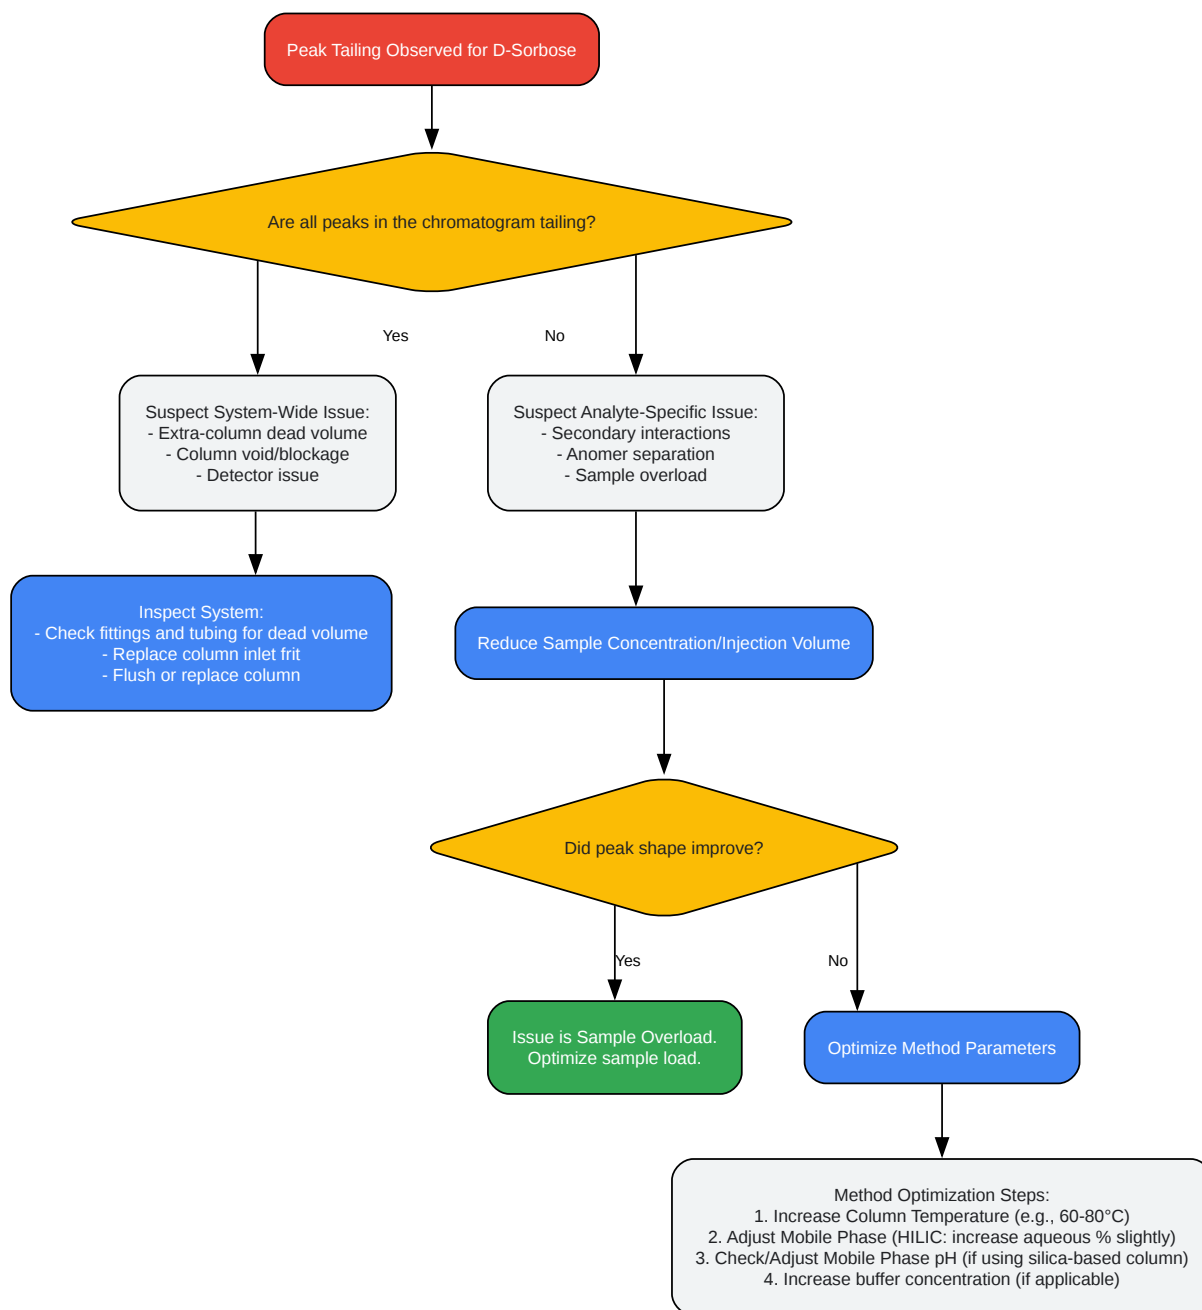 Peak Tailing Observed for D-Sorbose
Are all peaks in the chromatogram tailing?
Yes
No
Suspect System-Wide Issue:
- Extra-column dead volume
- Column void/blockage
- Detector issue
Suspect Analyte-Specific Issue:
- Secondary interactions
- Anomer separation
- Sample overload
Inspect System:
- Check fittings and tubing for dead volume
- Replace column inlet frit
- Flush or replace column
Reduce Sample Concentration/Injection Volume
Did peak shape improve?
Yes
No
Issue is Sample Overload.
Optimize sample load.
Optimize Method Parameters
Method Optimization Steps:
1. Increase Column Temperature (e.g., 60-80°C)
2. Adjust Mobile Phase (HILIC: increase aqueous % slightly)
3. Check/Adjust Mobile Phase pH (if using silica-based column)
4. Increase buffer concentration (if applicable)